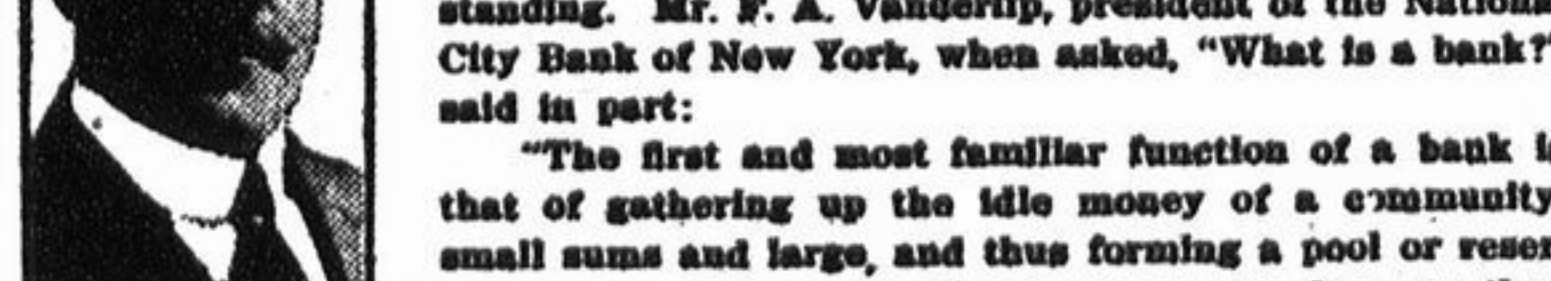 standing. Mr. F. A. Vanderlip, president of the Nationa
City Bank of New York, when asked, "What is a bank?"
said in part:
"The first and most familiar function of a bank i
that of gathering up the idle money of a community
small sums and large, and thus forming a pool or reser